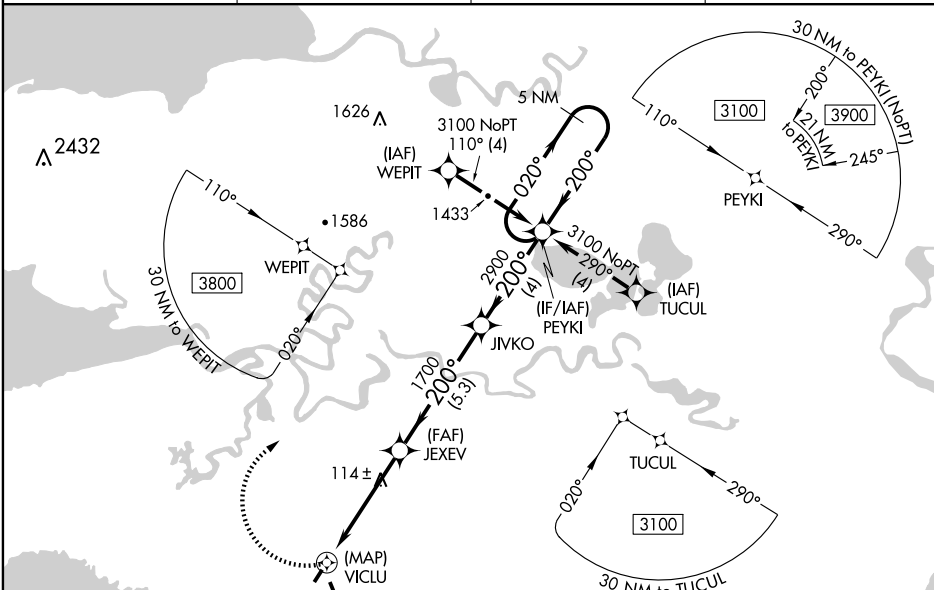 30 NM to PEYKI (NoPT)
200°
3100
3900
110°
21 NM
to PEYKI
245°
PEYKI
290°
5 NM
1626
2432
3100 NoPT
110° (4)
(IAF)
WEPIT
020°
200°
1433
110°
1586
WEPIT
3800
30 NM to WEPIT
020°
3100 NoPT
290°
(4)
(IAF)
TUCUL
2900
200°
(4)
(IF/IAF)
PEYKI
JIVKO
1700
200°
(5.3)
(FAF)
JEXEV
114 ±
(MAP)
VICLU
TUCUL
020°
290°
3100
30 NM to TUCUL